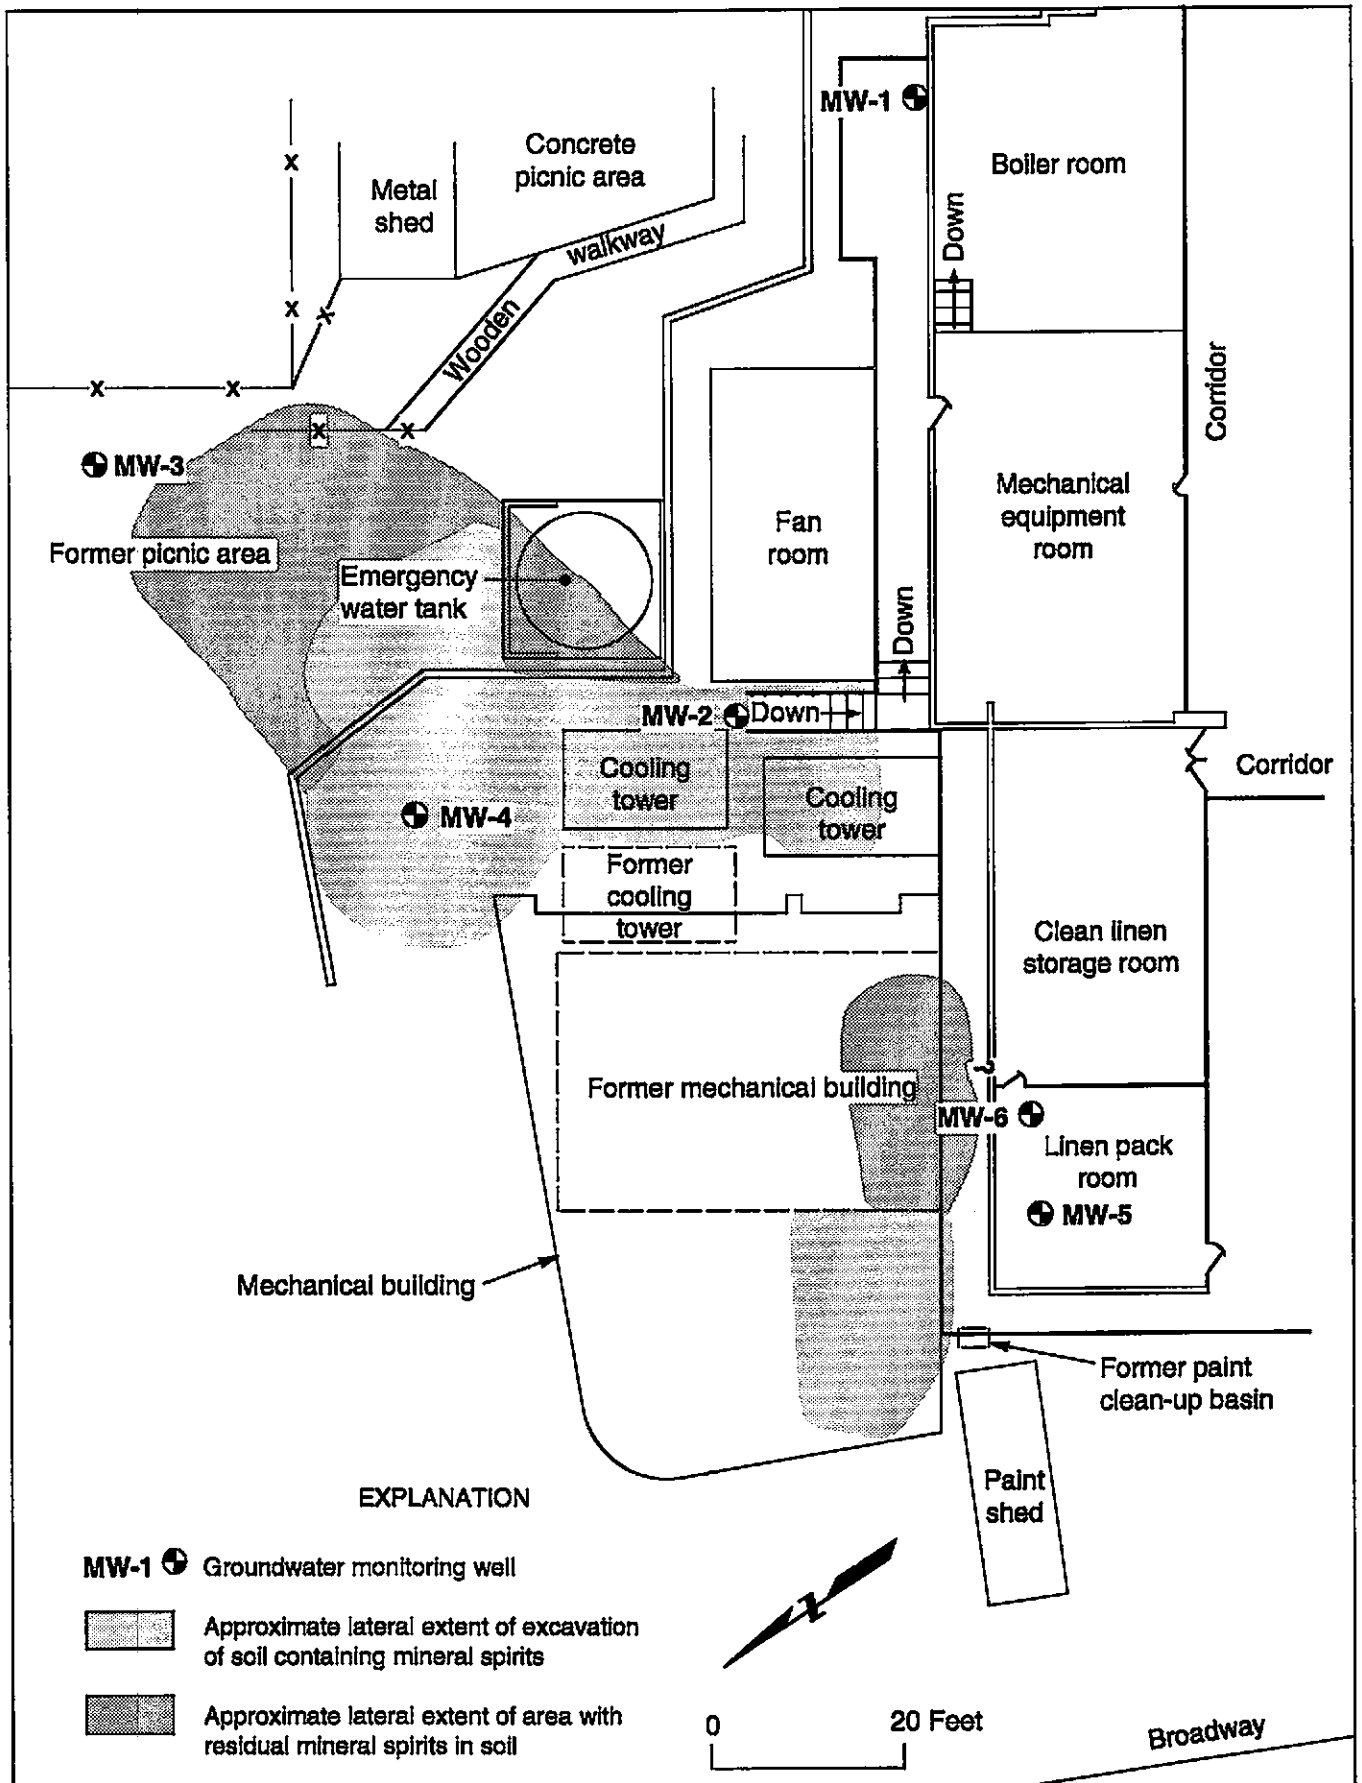 MW-1
Boiler room
Concrete
picnic area
Metal
shed
Down
walkway
Wooden
Corridor
x
x
x
x
x
x
x
MW-3
Mechanical
equipment
room
Fan
room
Former picnic area
Emergency
water tank
Down
MW-2
Down
Corridor
Cooling
tower
Cooling
tower
MW-4
Former
cooling
tower
Clean linen
storage room
Former mechanical building
?
MW-6
Linen pack
room
MW-5
Mechanical building
Former paint
clean-up basin
Paint
shed
EXPLANATION
MW-1 Groundwater monitoring well
Approximate lateral extent of excavation
of soil containing mineral spirits
Approximate lateral extent of area with
residual mineral spirits in soil
Z
0 20 Feet
Broadway